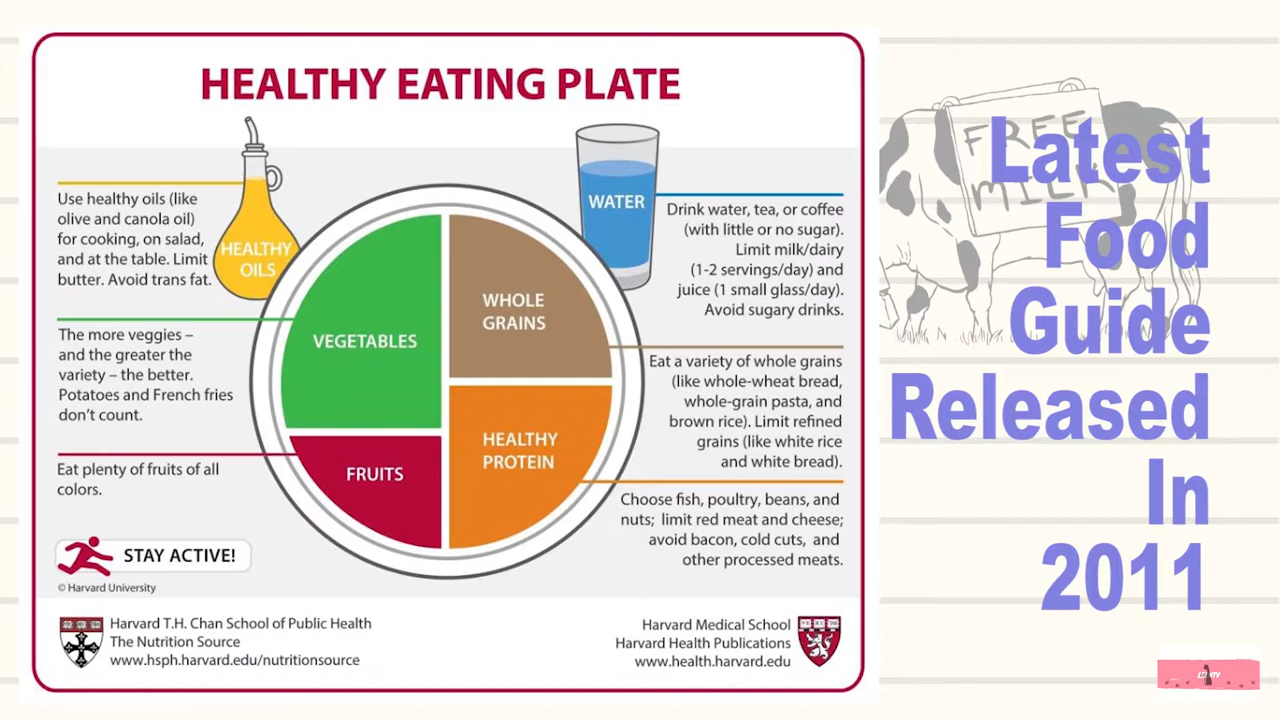 HEALTHY EATING PLATE
Use healthy oils (like
olive and canola oil)
for cooking, on salad,
and at the table. Limit
butter. Avoid trans fat.
HEALTHY
OILS
The more veggies –
and the greater the
variety – the better.
Potatoes and French fries
don’t count.
Eat plenty of fruits of all
colors.
STAY ACTIVE!
© Harvard University
VEGETABLES
FRUITS
WHOLE
GRAINS
HEALTHY
PROTEIN
WATER
Drink water, tea, or coffee
(with little or no sugar).
Limit milk/dairy
(1-2 servings/day) and
juice (1 small glass/day).
Avoid sugary drinks.
Eat a variety of whole grains
(like whole-wheat bread,
whole-grain pasta, and
brown rice). Limit refined
grains (like white rice
and white bread).
Choose fish, poultry, beans, and
nuts; limit red meat and cheese;
avoid bacon, cold cuts, and
other processed meats.
Harvard T.H. Chan School of Public Health
The Nutrition Source
www.hsph.harvard.edu/nutritionsource
Harvard Medical School
Harvard Health Publications
www.health.harvard.edu
FREE
MILK
Latest
Food
Guide
Released
In
2011